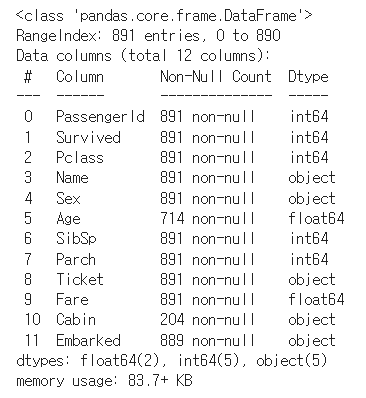 <class 'pandas.core.frame.DataFrame'>
RangeIndex: 891 entries, 0 to 890
Data columns (total 12 columns):
 #   Column       Non-Null Count  Dtype
---  ------       --------------  -----
 0   PassengerId  891 non-null    int64
 1   Survived     891 non-null    int64
 2   Pclass       891 non-null    int64
 3   Name         891 non-null    object
 4   Sex          891 non-null    object
 5   Age          714 non-null    float64
 6   SibSp        891 non-null    int64
 7   Parch        891 non-null    int64
 8   Ticket       891 non-null    object
 9   Fare         891 non-null    float64
 10  Cabin        204 non-null    object
 11  Embarked     889 non-null    object
dtypes: float64(2), int64(5), object(5)
memory usage: 83.7+ KB